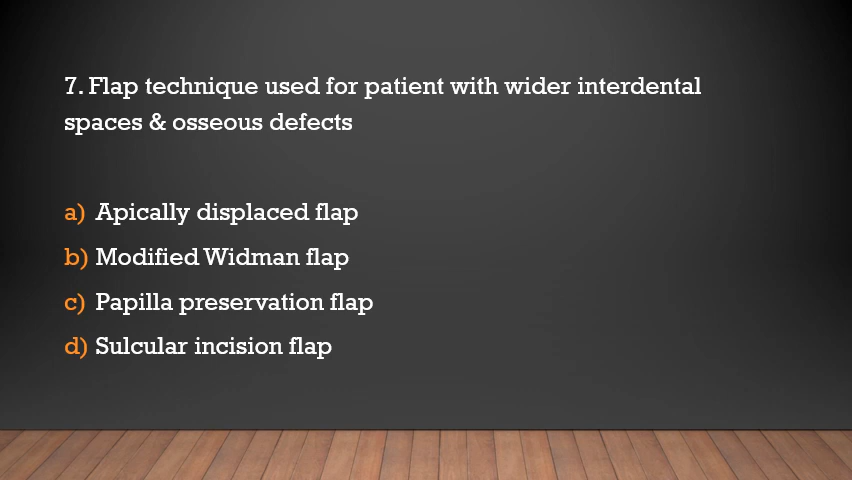 7. Flap technique used for patient with wider interdental
spaces & osseous defects
a) Apically displaced flap
b) Modified Widman flap
c) Papilla preservation flap
d) Sulcular incision flap